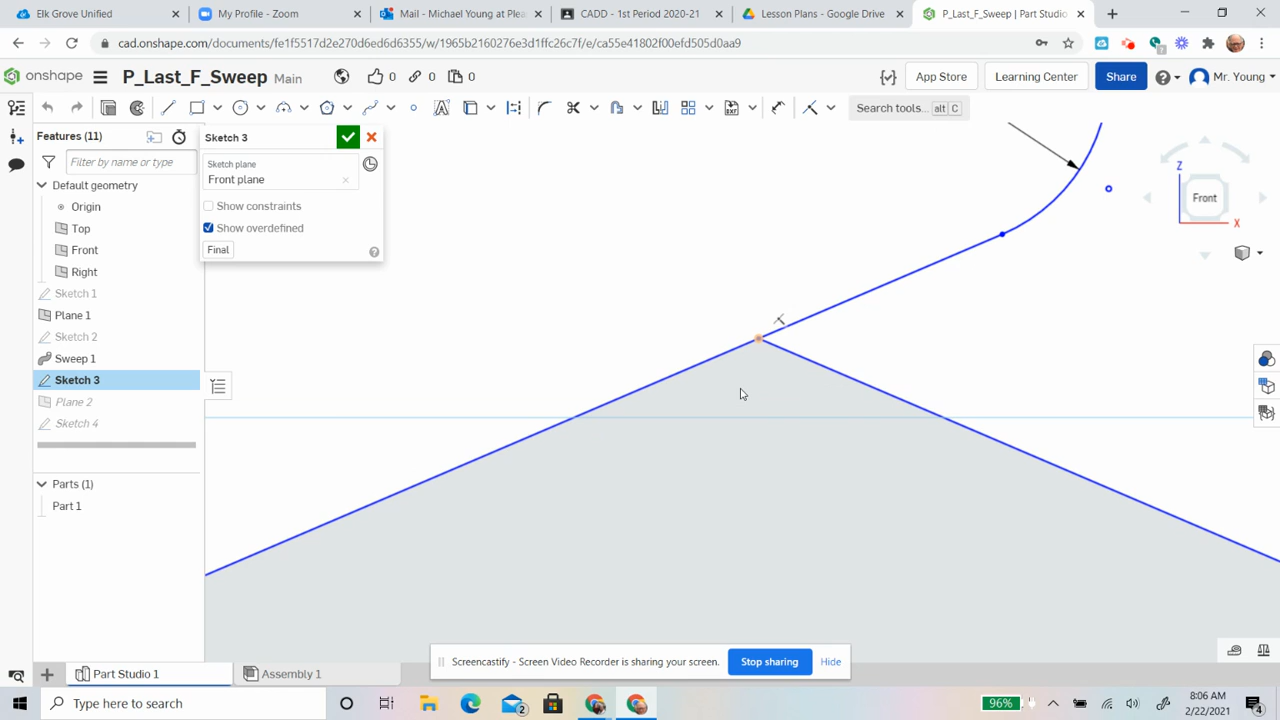 Elk Grove Unified
My Profile - Zoom
Mail - Michael Young at Plea
CADD - 1st Period 2020-21
Lesson Plans - Google Drive
P_Last_F_Sweep | Part Studio
cad.onshape.com/documents/fe1f5517d2e270d6ed6d6355/w/1965b2160276e3d1ffc26c7f/e/ca55e41802f00efd505d0aa9
onshape
P_Last_F_Sweep Main
0
0
0
App Store
Learning Center
Share
Mr. Young
Search tools... alt C
Features (11)
Filter by name or type
Default geometry
Origin
Top
Front
Right
Sketch 1
Plane 1
Sketch 2
Sweep 1
Sketch 3
Plane 2
Sketch 4
Parts (1)
Part 1
Sketch 3
Sketch plane
Front plane
Show constraints
Show overdefined
Final
Z
Front
X
Screencastify - Screen Video Recorder is sharing your screen.
Stop sharing
Hide
Part Studio 1
Assembly 1
Type here to search
2
96%
8:06 AM
2/22/2021
4